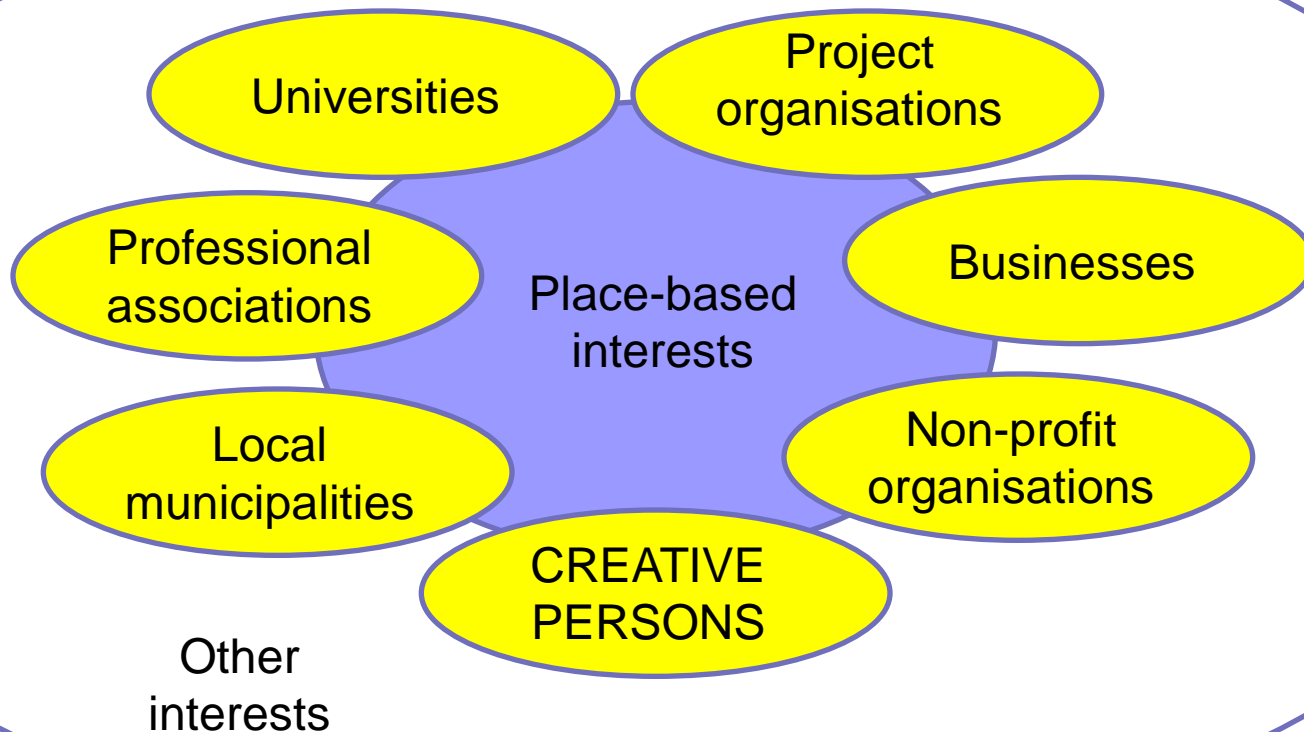 Universities
Project
organisations
Professional
associations
Place-based
interests
Businesses
Local
municipalities
Non-profit
organisations
CREATIVE
PERSONS
Other
interests